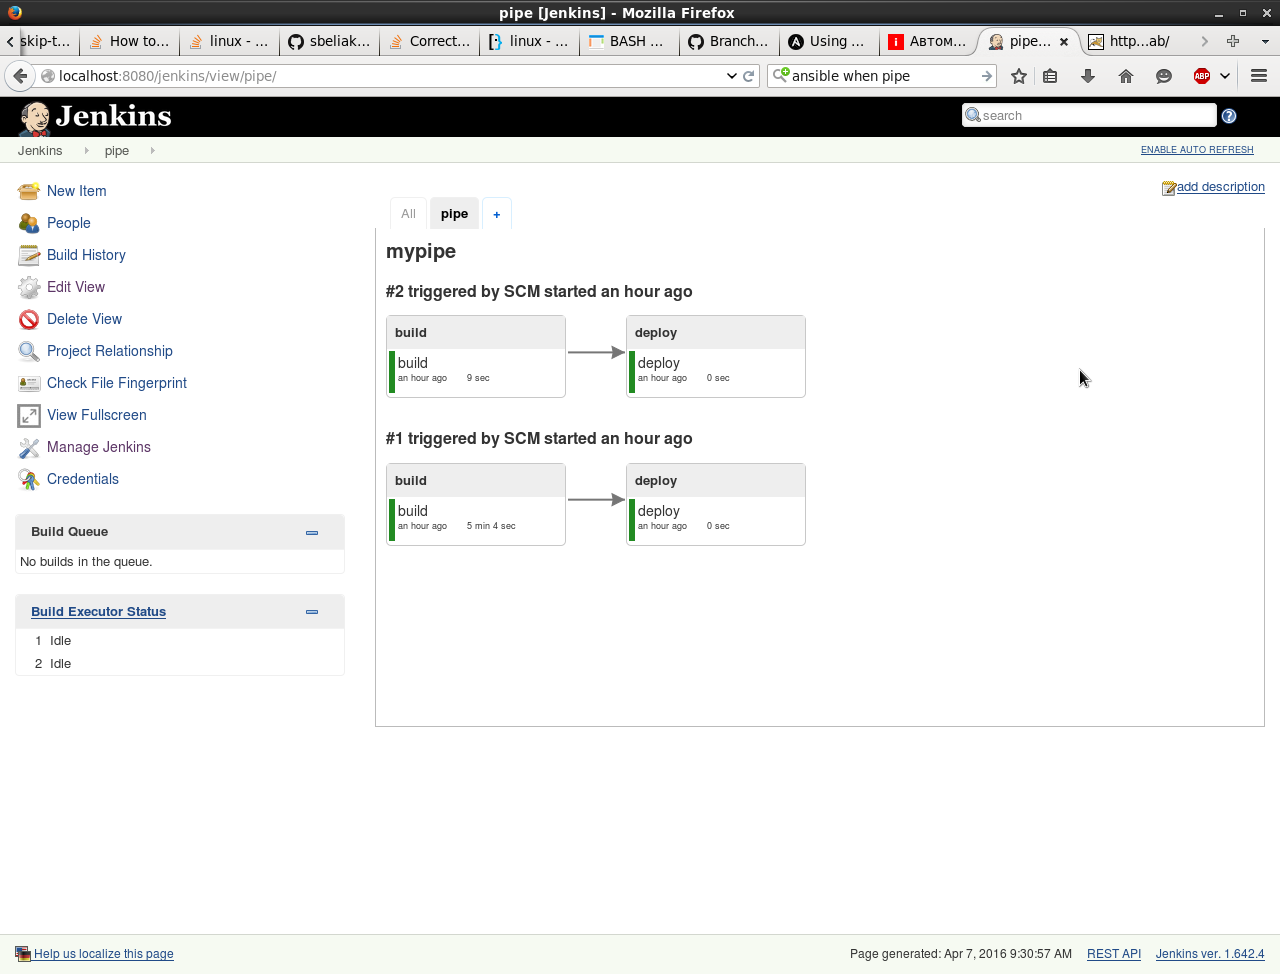 pipe [Jenkins] - Mozilla Firefox
skip-t... How to... linux - ... sbeliak... Correct... linux - ... BASH ... Branch... Using ... Автом... pipe... http...ab/
localhost:8080/jenkins/view/pipe/ ansible when pipe ABP
Jenkins search ?
Jenkins pipe ENABLE AUTO REFRESH
add description
New Item
People
Build History
Edit View
Delete View
Project Relationship
Check File Fingerprint
View Fullscreen
Manage Jenkins
Credentials
Build Queue
No builds in the queue.
Build Executor Status
1 Idle
2 Idle
All pipe +
mypipe
#2 triggered by SCM started an hour ago
build deploy
build deploy
an hour ago 9 sec an hour ago 0 sec
#1 triggered by SCM started an hour ago
build deploy
build deploy
an hour ago 5 min 4 sec an hour ago 0 sec
Help us localize this page Page generated: Apr 7, 2016 9:30:57 AM REST API Jenkins ver. 1.642.4